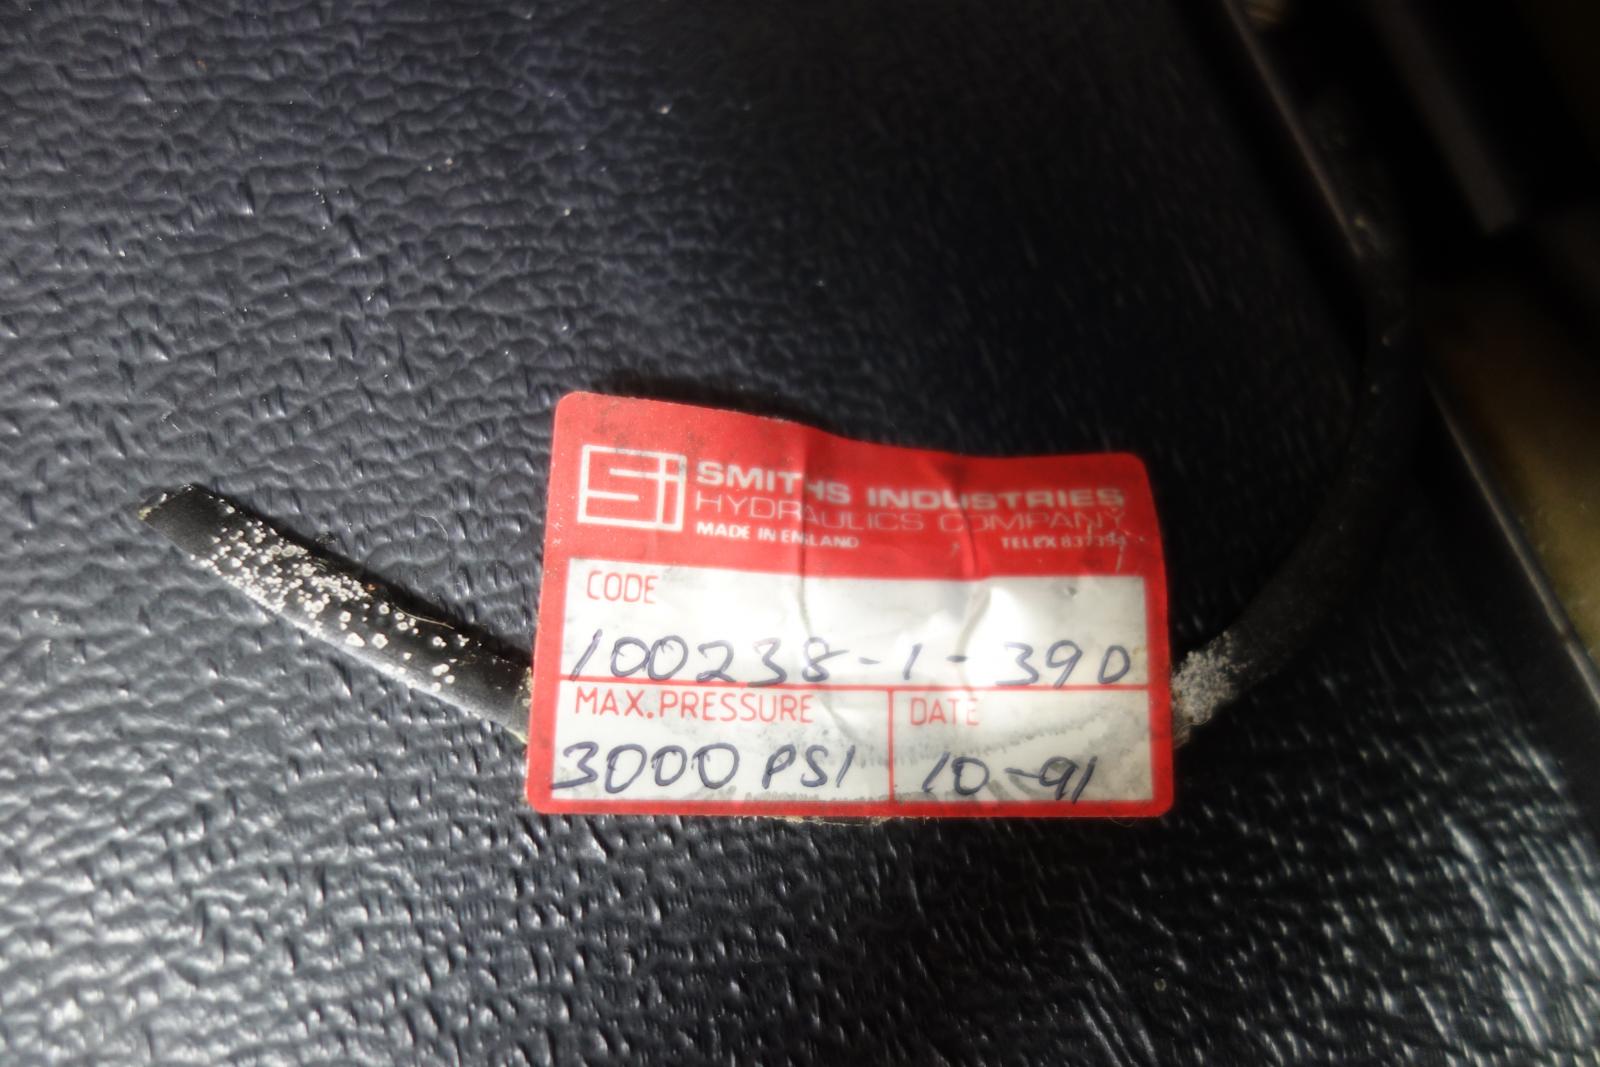 Si SMITHS INDUSTRIES
HYDRAULICS COMPANY
MADE IN ENGLAND TELEX
CODE
100238-1-390
MAX.PRESSURE DATE
3000 PSI 10-91